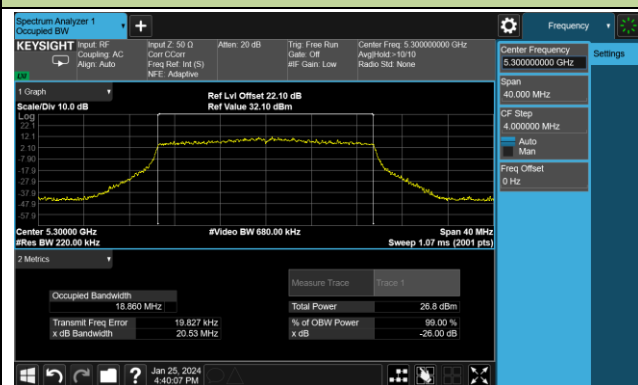 Spectrum Analyzer 1
Occupied BW
Frequency
KEYSIGHT
Input: RF
Coupling: AC
Align: Auto
Input Z: 50 Ω
Corr CCorr
Freq Ref: Int (S)
NFE: Adaptive
Atten: 20 dB
Trig: Free Run
Gate: Off
#IF Gain: Low
Center Freq: 5.300000000 GHz
Avg|Hold:>10/10
Radio Std: None
Center Frequency
5.300000000 GHz
Settings
Span
40.000 MHz
CF Step
4.000000 MHz
Auto
Man
Freq Offset
0 Hz
1 Graph
Scale/Div 10.0 dB
Ref Lvl Offset 22.10 dB
Ref Value 32.10 dBm
Log
22.1
12.1
2.10
-7.90
-17.9
-27.9
-37.9
-47.9
-57.9
Center 5.30000 GHz
#Res BW 220.00 kHz
#Video BW 680.00 kHz
Span 40 MHz
Sweep 1.07 ms (2001 pts)
2 Metrics
Measure Trace
Trace 1
Occupied Bandwidth
18.860 MHz
Total Power
26.8 dBm
Transmit Freq Error
19.827 kHz
% of OBW Power
99.00 %
x dB Bandwidth
20.53 MHz
x dB
-26.00 dB
Jan 25, 2024
4:40:07 PM